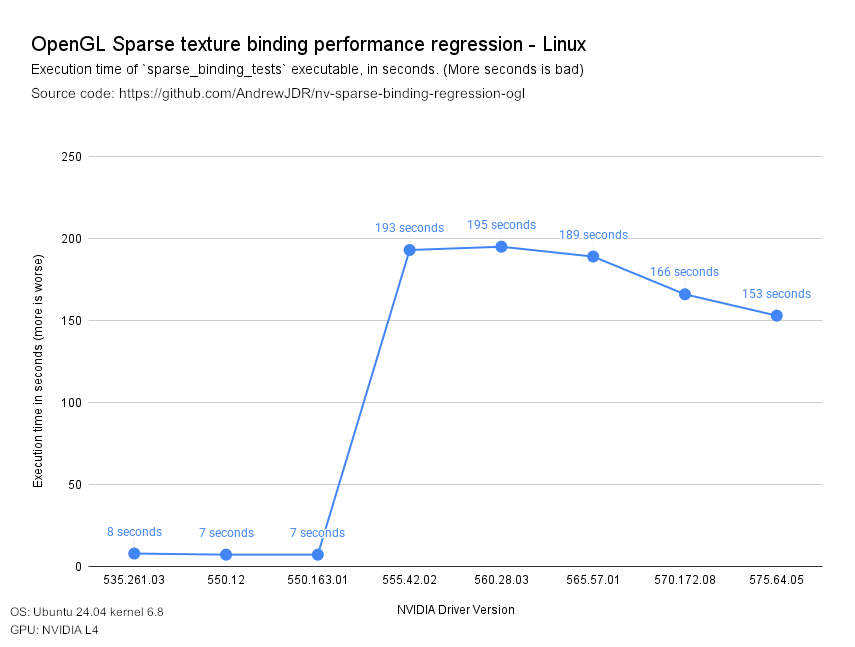 OpenGL Sparse texture binding performance regression - Linux
Execution time of `sparse_binding_tests` executable, in seconds. (More seconds is bad)
Source code: https://github.com/AndrewJDR/nv-sparse-binding-regression-ogl
Execution time in seconds (more is worse)
250
200
150
100
50
0
8 seconds
7 seconds
7 seconds
193 seconds
195 seconds
189 seconds
166 seconds
153 seconds
535.261.03
550.12
550.163.01
555.42.02
560.28.03
565.57.01
570.172.08
575.64.05
NVIDIA Driver Version
OS: Ubuntu 24.04 kernel 6.8
GPU: NVIDIA L4